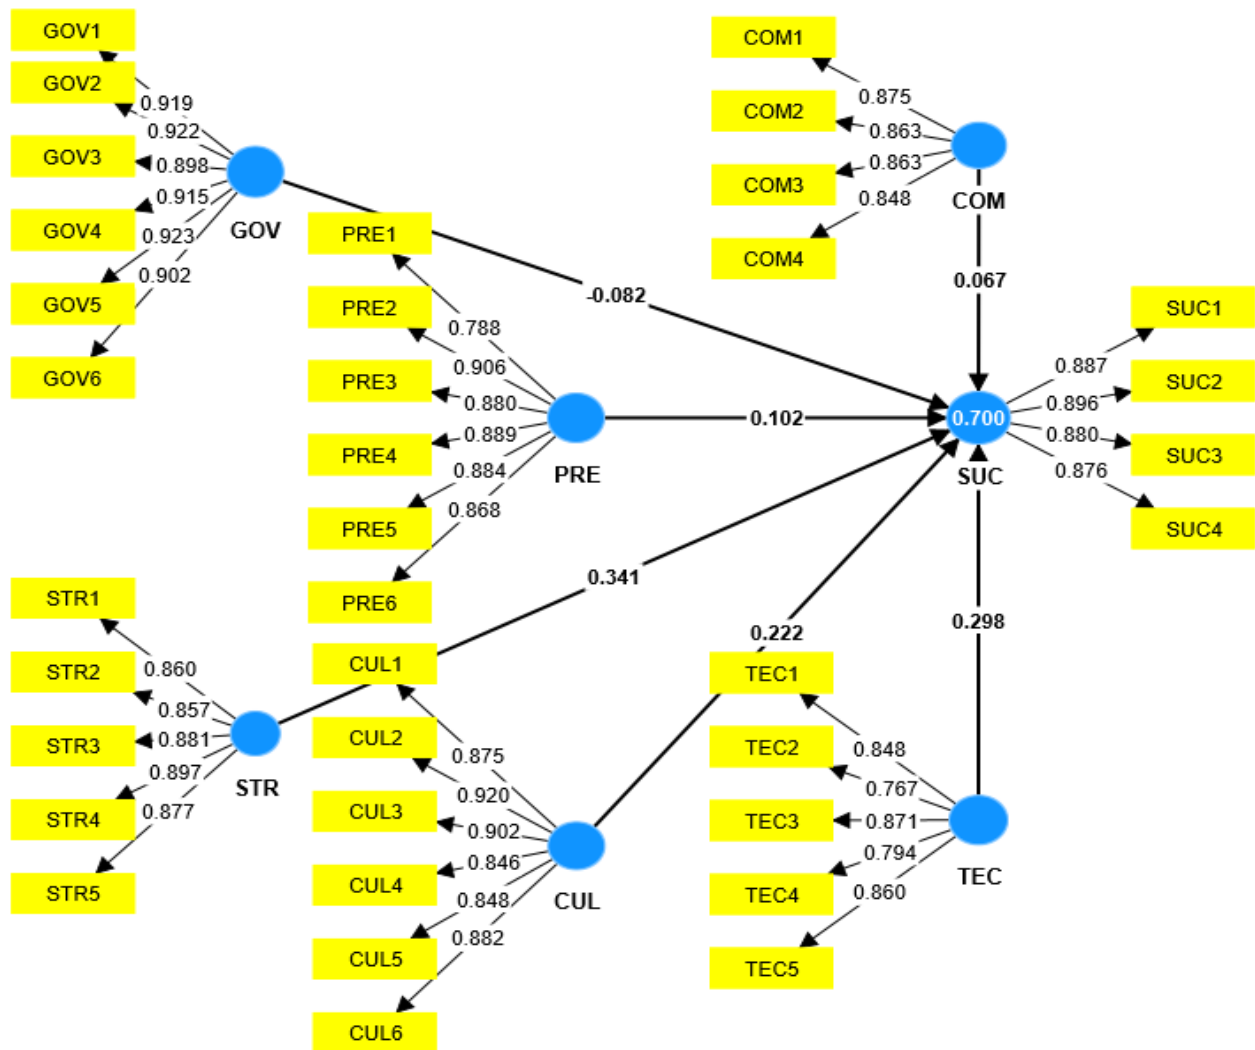 GOV1
GOV2
GOV3
GOV4
GOV5
GOV6
0.919
0.922
0.898
0.915
0.923
0.902
GOV
COM1
COM2
COM3
COM4
0.875
0.863
0.863
0.848
COM
PRE1
PRE2
PRE3
PRE4
PRE5
PRE6
0.788
0.906
0.880
0.889
0.884
0.868
PRE
-0.082
0.067
0.102
0.341
0.222
0.298
0.700
SUC
0.887
0.896
0.880
0.876
SUC1
SUC2
SUC3
SUC4
STR1
STR2
STR3
STR4
STR5
0.860
0.857
0.881
0.897
0.877
STR
CUL1
CUL2
CUL3
CUL4
CUL5
CUL6
0.875
0.920
0.902
0.846
0.848
0.882
CUL
TEC1
TEC2
TEC3
TEC4
TEC5
0.848
0.767
0.871
0.794
0.860
TEC